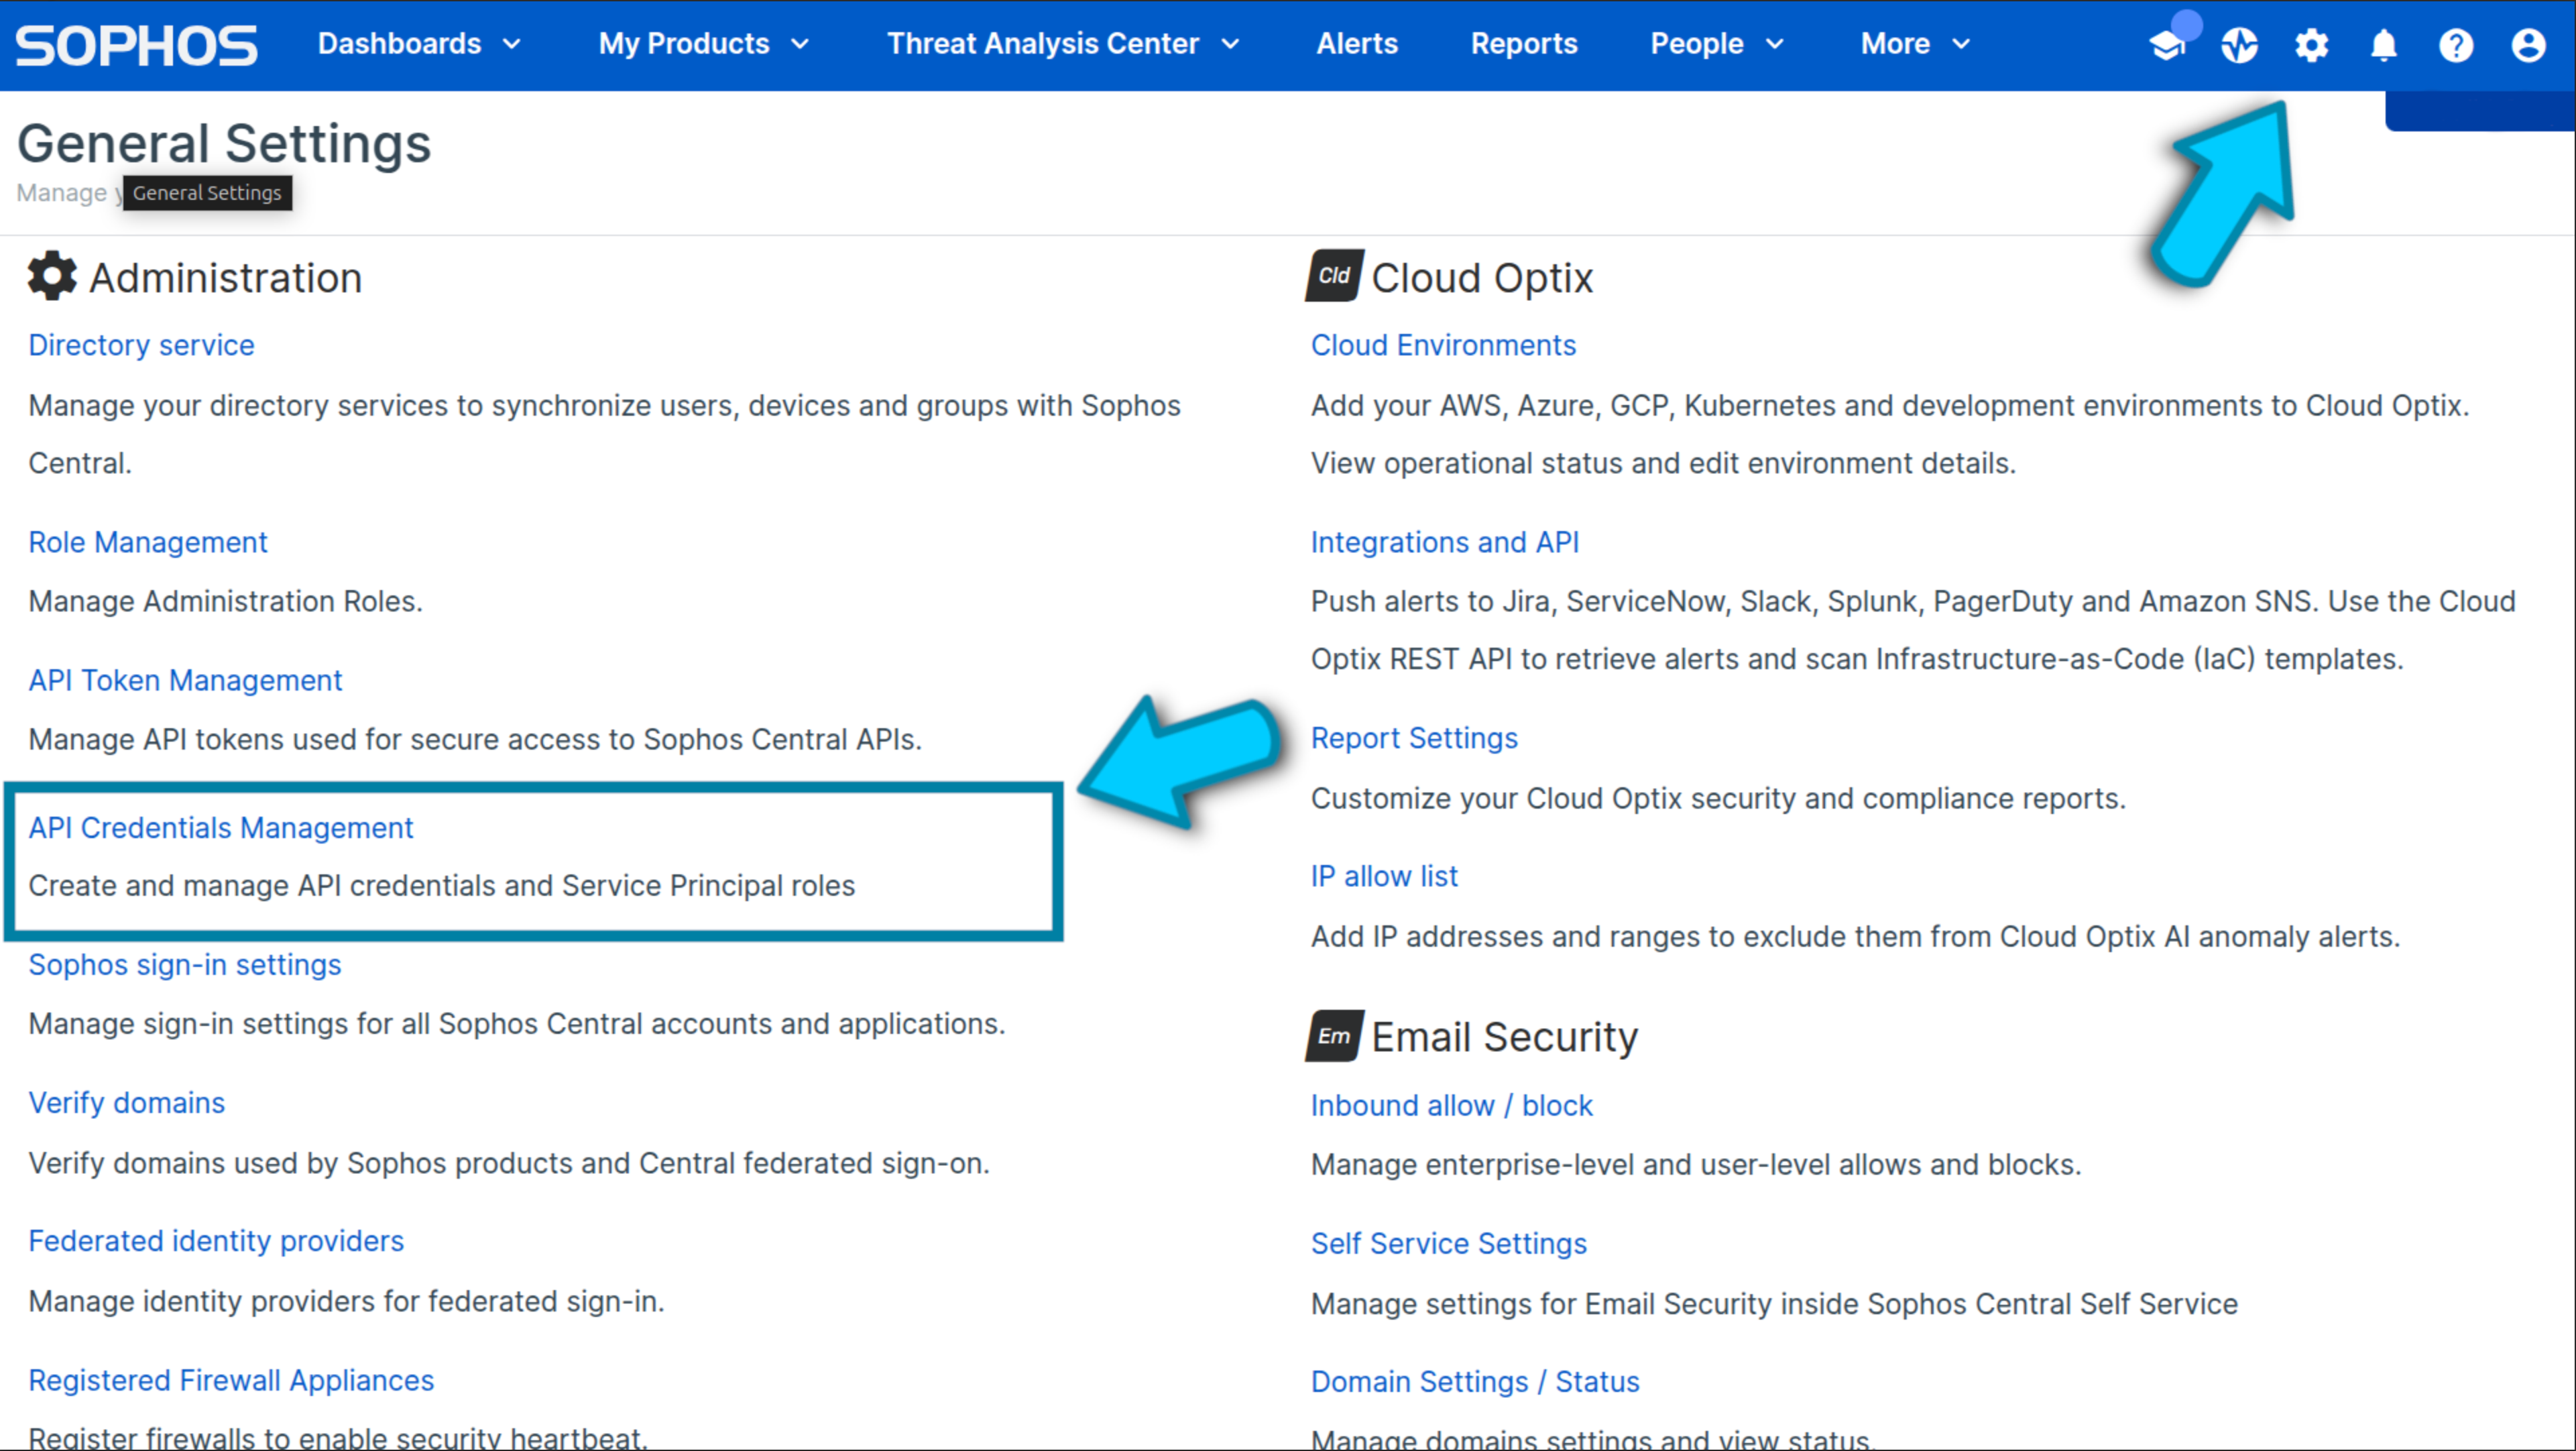 SOPHOS Dashboards My Products Threat Analysis Center Alerts Reports People More
General Settings
Manage y
General Settings
Administration
Directory service
Manage your directory services to synchronize users, devices and groups with Sophos
Central.
Role Management
Manage Administration Roles.
API Token Management
Manage API tokens used for secure access to Sophos Central APIs.
API Credentials Management
Create and manage API credentials and Service Principal roles
Sophos sign-in settings
Manage sign-in settings for all Sophos Central accounts and applications.
Verify domains
Verify domains used by Sophos products and Central federated sign-on.
Federated identity providers
Manage identity providers for federated sign-in.
Registered Firewall Appliances
Register firewalls to enable security heartbeat.
Cld Cloud Optix
Cloud Environments
Add your AWS, Azure, GCP, Kubernetes and development environments to Cloud Optix.
View operational status and edit environment details.
Integrations and API
Push alerts to Jira, ServiceNow, Slack, Splunk, PagerDuty and Amazon SNS. Use the Cloud
Optix REST API to retrieve alerts and scan Infrastructure-as-Code (IaC) templates.
Report Settings
Customize your Cloud Optix security and compliance reports.
IP allow list
Add IP addresses and ranges to exclude them from Cloud Optix AI anomaly alerts.
Em Email Security
Inbound allow / block
Manage enterprise-level and user-level allows and blocks.
Self Service Settings
Manage settings for Email Security inside Sophos Central Self Service
Domain Settings / Status
Manage domains settings and view status.